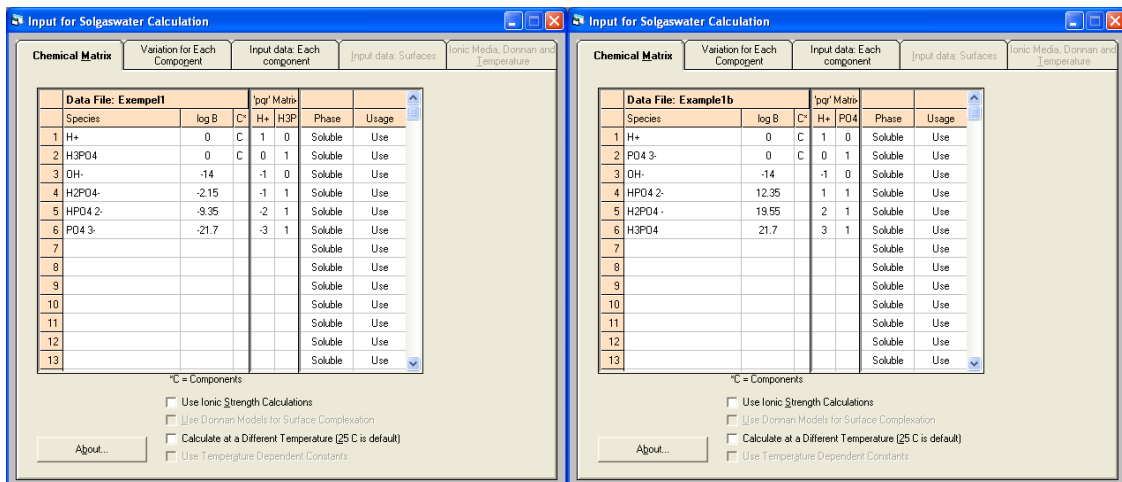 Input for Solgaswater Calculation
Chemical Matrix
Variation for Each Component
Input data: Each component
Input data: Surfaces
Ionic Media, Donnan and Temperature
Data File: Exempel1 'pqr' Matrix
Species log B C* H+ H3P Phase Usage
1 H+ 0 C 1 0 Soluble Use
2 H3PO4 0 C 0 1 Soluble Use
3 OH- -14 -1 0 Soluble Use
4 H2PO4- -2.15 -1 1 Soluble Use
5 HPO4 2- -9.35 -2 1 Soluble Use
6 PO4 3- -21.7 -3 1 Soluble Use
7 Soluble Use
8 Soluble Use
9 Soluble Use
10 Soluble Use
11 Soluble Use
12 Soluble Use
13 Soluble Use
*C = Components
Use Ionic Strength Calculations
Use Donnan Models for Surface Complexation
Calculate at a Different Temperature (25 C is default)
Use Temperature Dependent Constants
About...
Input for Solgaswater Calculation
Chemical Matrix
Variation for Each Component
Input data: Each component
Input data: Surfaces
Ionic Media, Donnan and Temperature
Data File: Example1b 'pqr' Matrix
Species log B C* H+ PO4 Phase Usage
1 H+ 0 C 1 0 Soluble Use
2 PO4 3- 0 C 0 1 Soluble Use
3 OH- -14 -1 0 Soluble Use
4 HPO4 2- 12.35 1 1 Soluble Use
5 H2PO4 - 19.55 2 1 Soluble Use
6 H3PO4 21.7 3 1 Soluble Use
7 Soluble Use
8 Soluble Use
9 Soluble Use
10 Soluble Use
11 Soluble Use
12 Soluble Use
13 Soluble Use
*C = Components
Use Ionic Strength Calculations
Use Donnan Models for Surface Complexation
Calculate at a Different Temperature (25 C is default)
Use Temperature Dependent Constants
About...